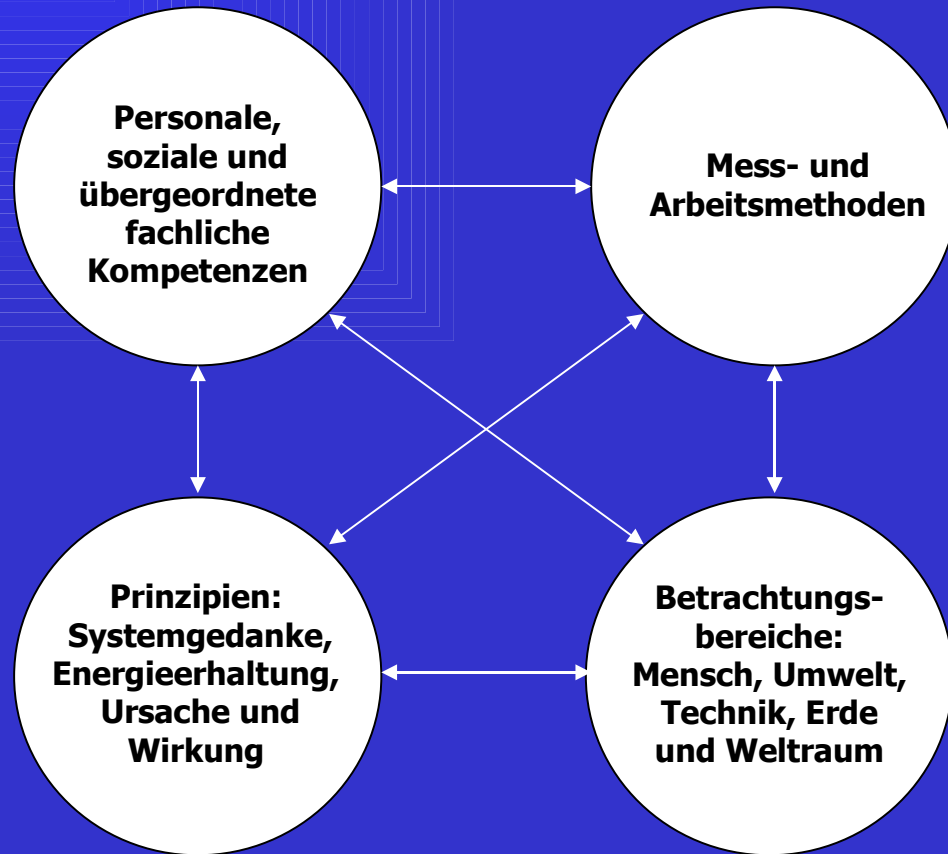 Personale,
soziale und
übergeordnete
fachliche
Kompetenzen
Mess- und
Arbeitsmethoden
Prinzipien:
Systemgedanke,
Energieerhaltung,
Ursache und
Wirkung
Betrachtungs-
bereiche:
Mensch, Umwelt,
Technik, Erde
und Weltraum